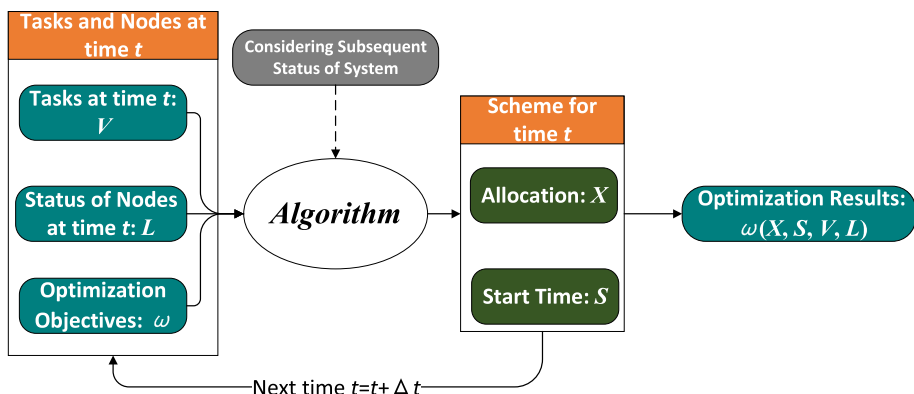 Tasks and Nodes at
time t
Tasks at time t:
V
Status of Nodes
at time t: L
Optimization
Objectives: ω
Considering Subsequent
Status of System
Algorithm
Scheme for
time t
Allocation: X
Start Time: S
Optimization Results:
ω(X, S, V, L)
Next time t=t+ Δ t